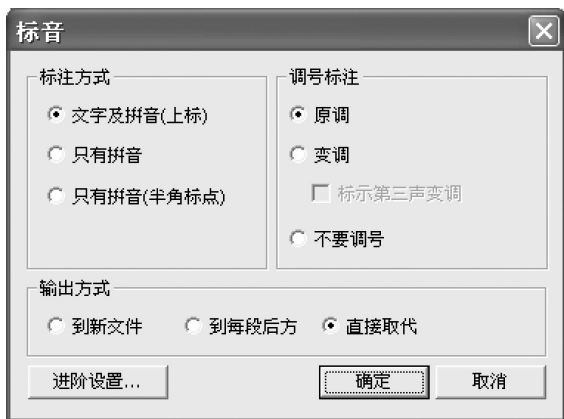 标音
标注方式
文字及拼音(上标)
只有拼音
只有拼音(半角标点)
调号标注
原调
变调
标示第三声变调
不要调号
输出方式
到新文件 到每段后方 直接取代
进阶设置... 确定 取消